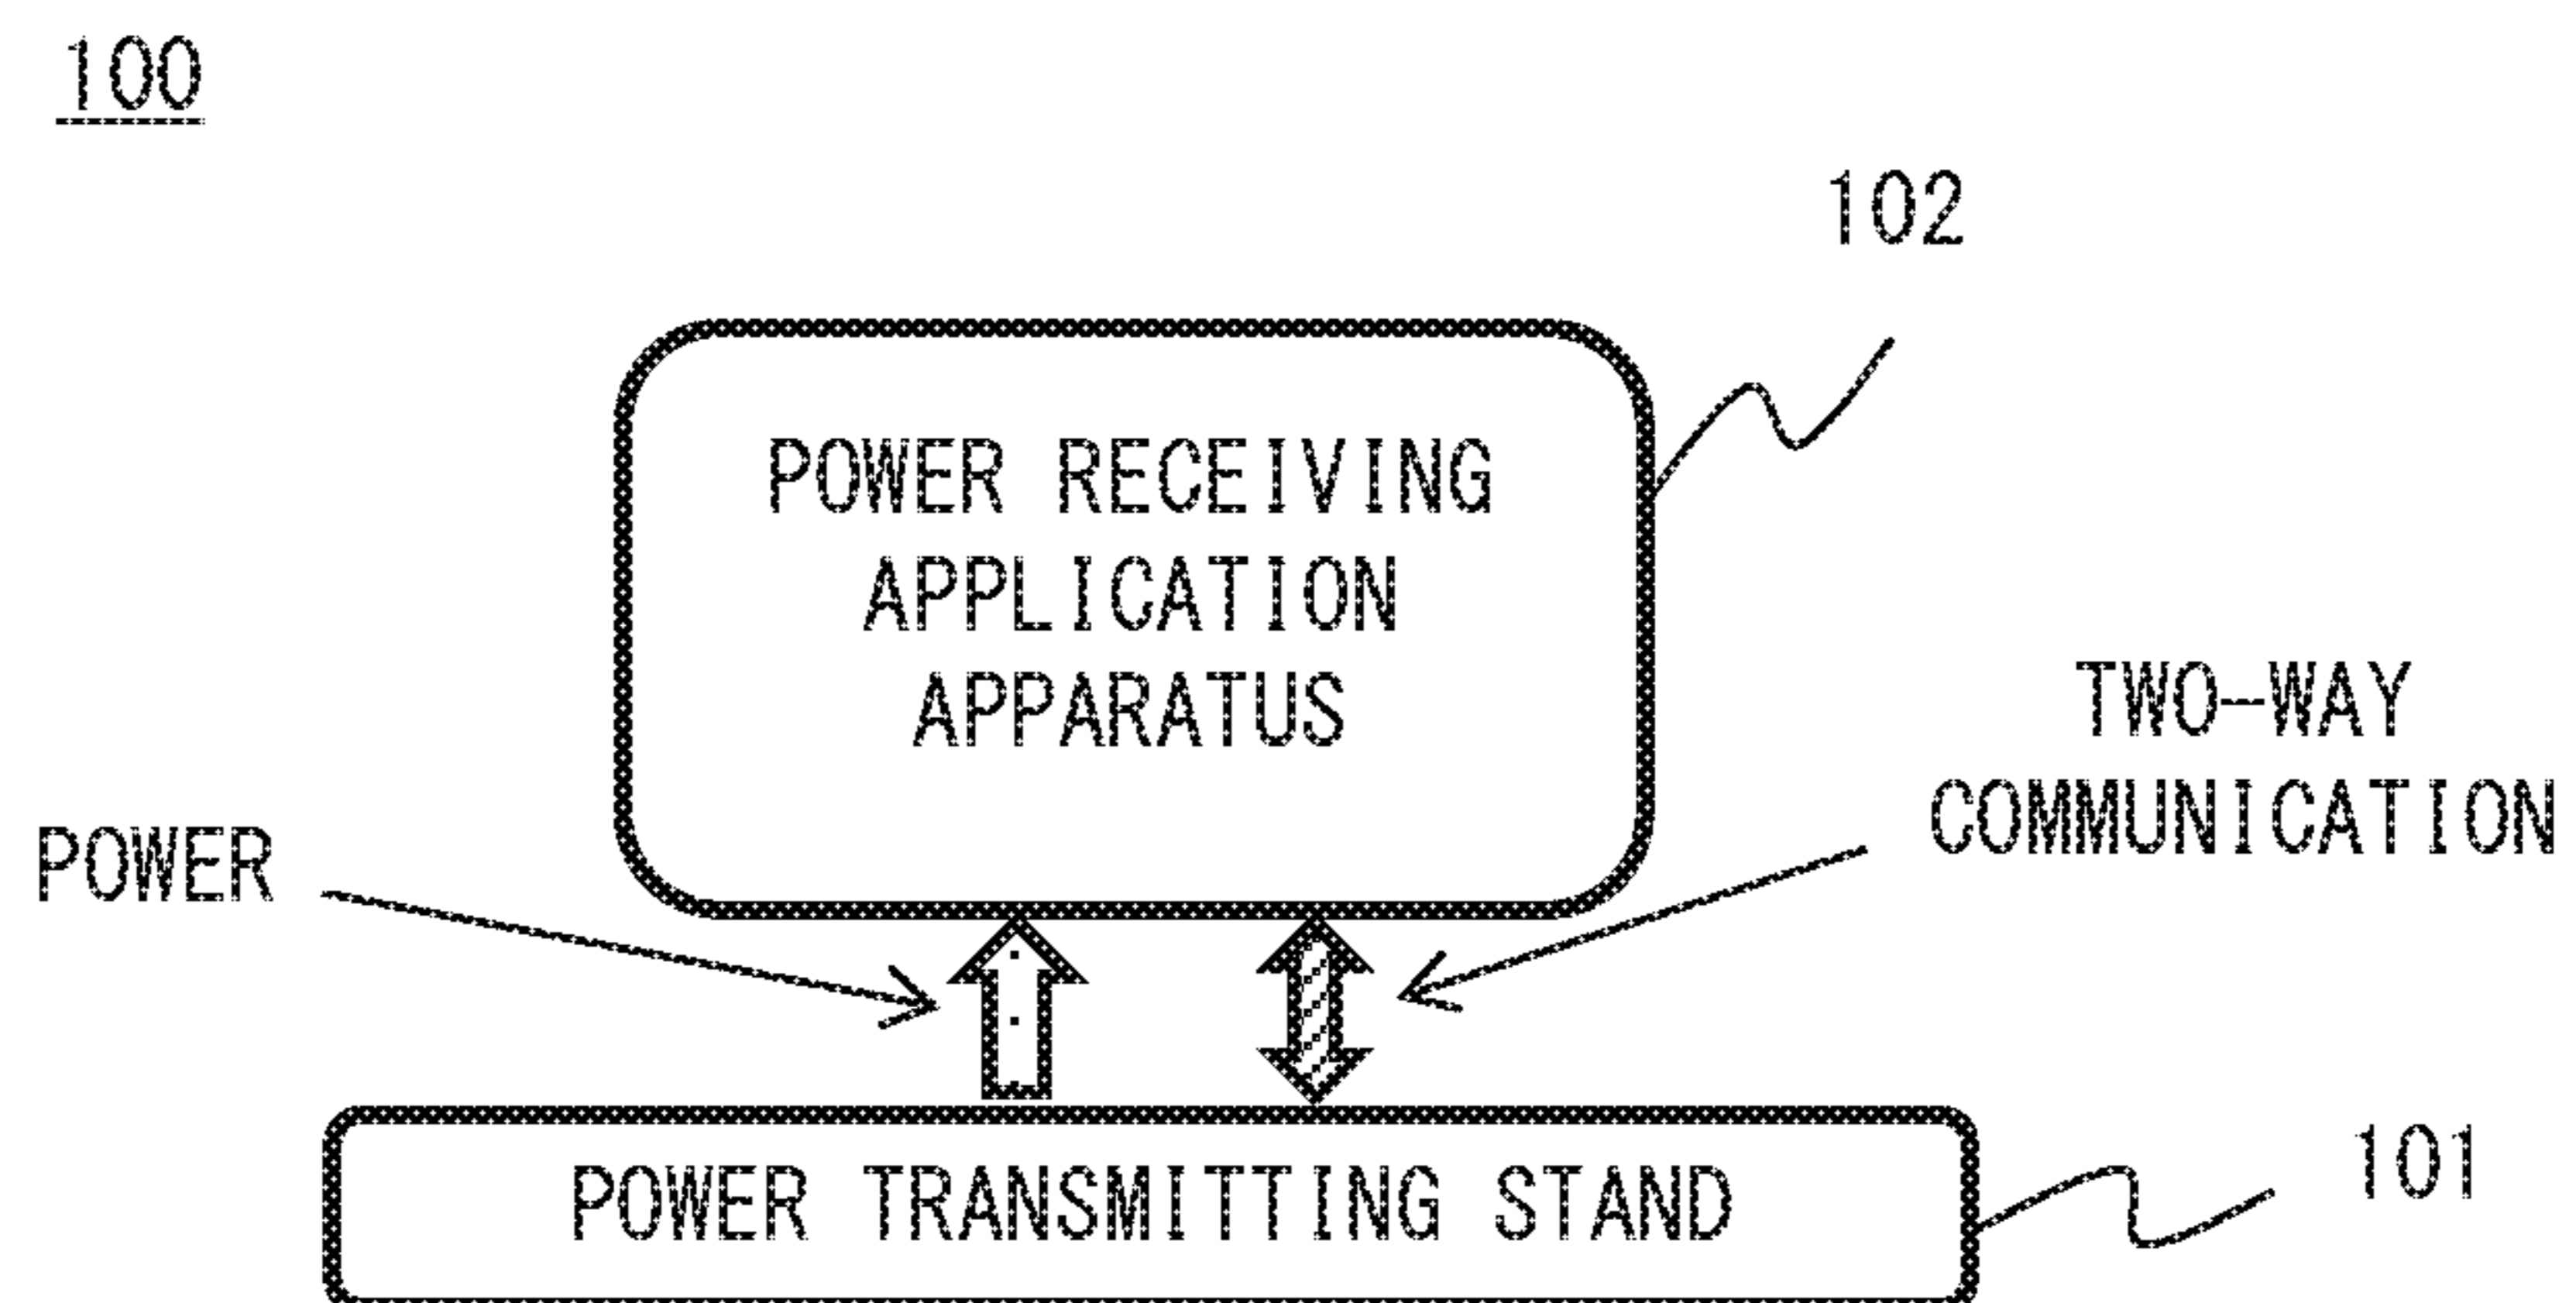 100
102
POWER RECEIVING
APPLICATION
APPARATUS
TWO-WAY
COMMUNICATION
POWER
101
POWER TRANSMITTING STAND